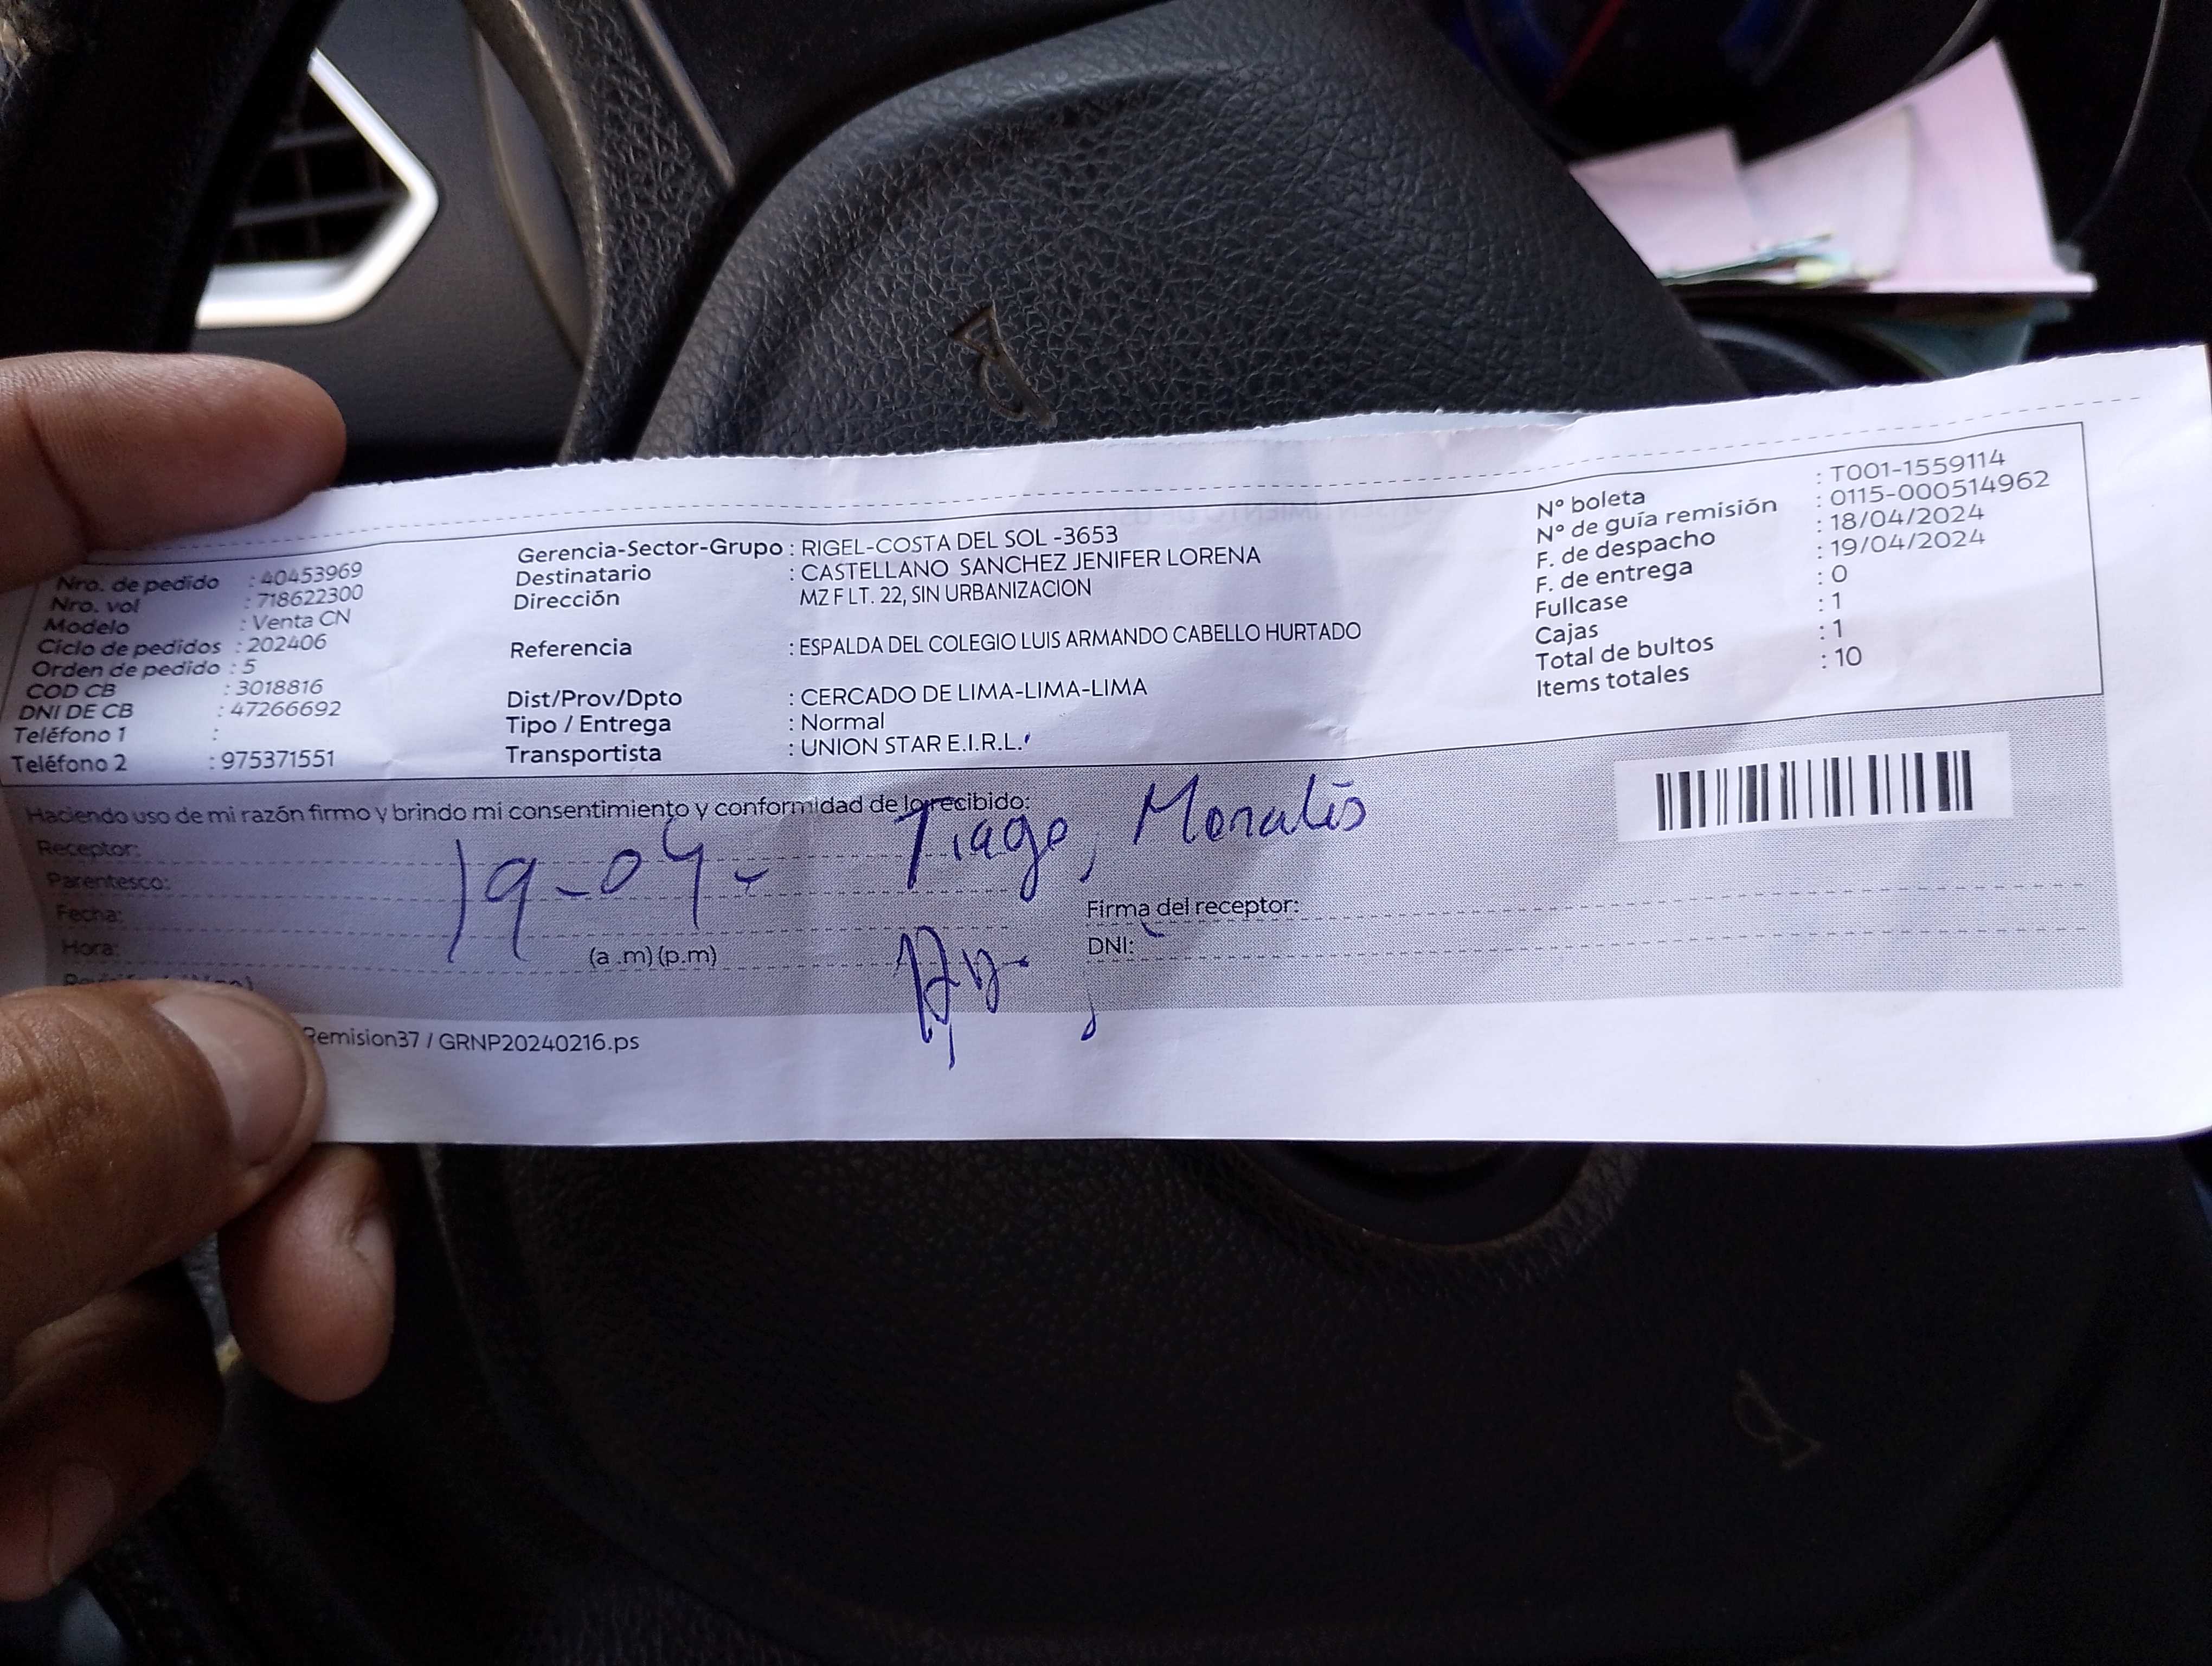 Nro. de pedido : 40453969
Nro. vol : 718622300
Modelo : Venta CN
Ciclo de pedidos : 202406
Orden de pedido : 5
COD CB : 3018816
DNI DE CB : 47266692
Teléfono 1 :
Teléfono 2 : 975371551
Gerencia-Sector-Grupo : RIGEL-COSTA DEL SOL -3653
Destinatario : CASTELLANO SANCHEZ JENIFER LORENA
Dirección MZ F LT. 22, SIN URBANIZACION
Referencia : ESPALDA DEL COLEGIO LUIS ARMANDO CABELLO HURTADO
Dist/Prov/Dpto : CERCADO DE LIMA-LIMA-LIMA
Tipo / Entrega : Normal
Transportista : UNION STAR E.I.R.L.
N° boleta : T001-1559114
N° de guía remisión : 0115-000514962
F. de despacho : 18/04/2024
F. de entrega : 19/04/2024
Fullcase : 0
Cajas : 1
Total de bultos : 1
Items totales : 10
Haciendo uso de mi razón firmo y brindo mi consentimiento y conformidad de lo recibido:
Receptor: Tiago, Morales
Parentesco: 19-04-
Fecha: Firma del receptor:
Hora: (a .m) (p.m) DNI:
Remision37 / GRNP20240216.ps